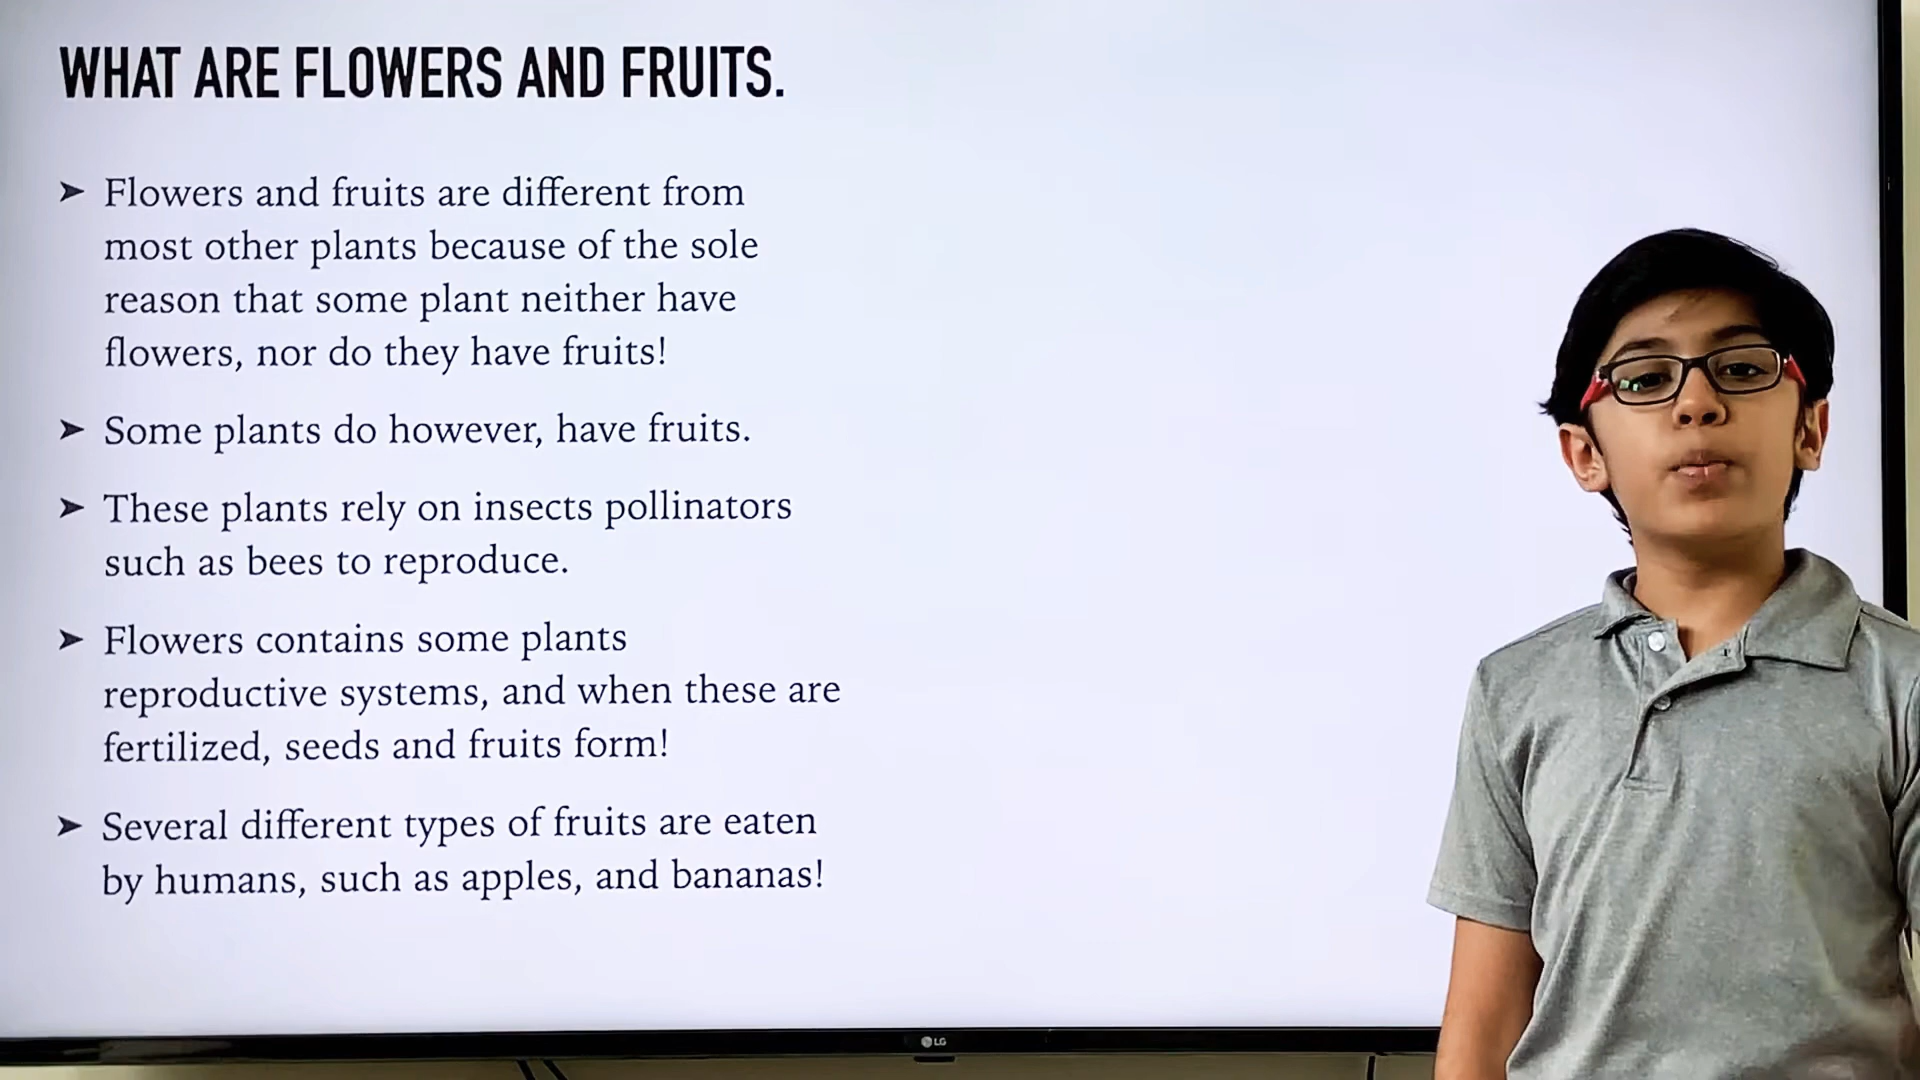 WHAT ARE FLOWERS AND FRUITS.
➤ Flowers and fruits are different from
most other plants because of the sole
reason that some plant neither have
flowers, nor do they have fruits!
➤ Some plants do however, have fruits.
➤ These plants rely on insects pollinators
such as bees to reproduce.
➤ Flowers contains some plants
reproductive systems, and when these are
fertilized, seeds and fruits form!
➤ Several different types of fruits are eaten
by humans, such as apples, and bananas!
LG